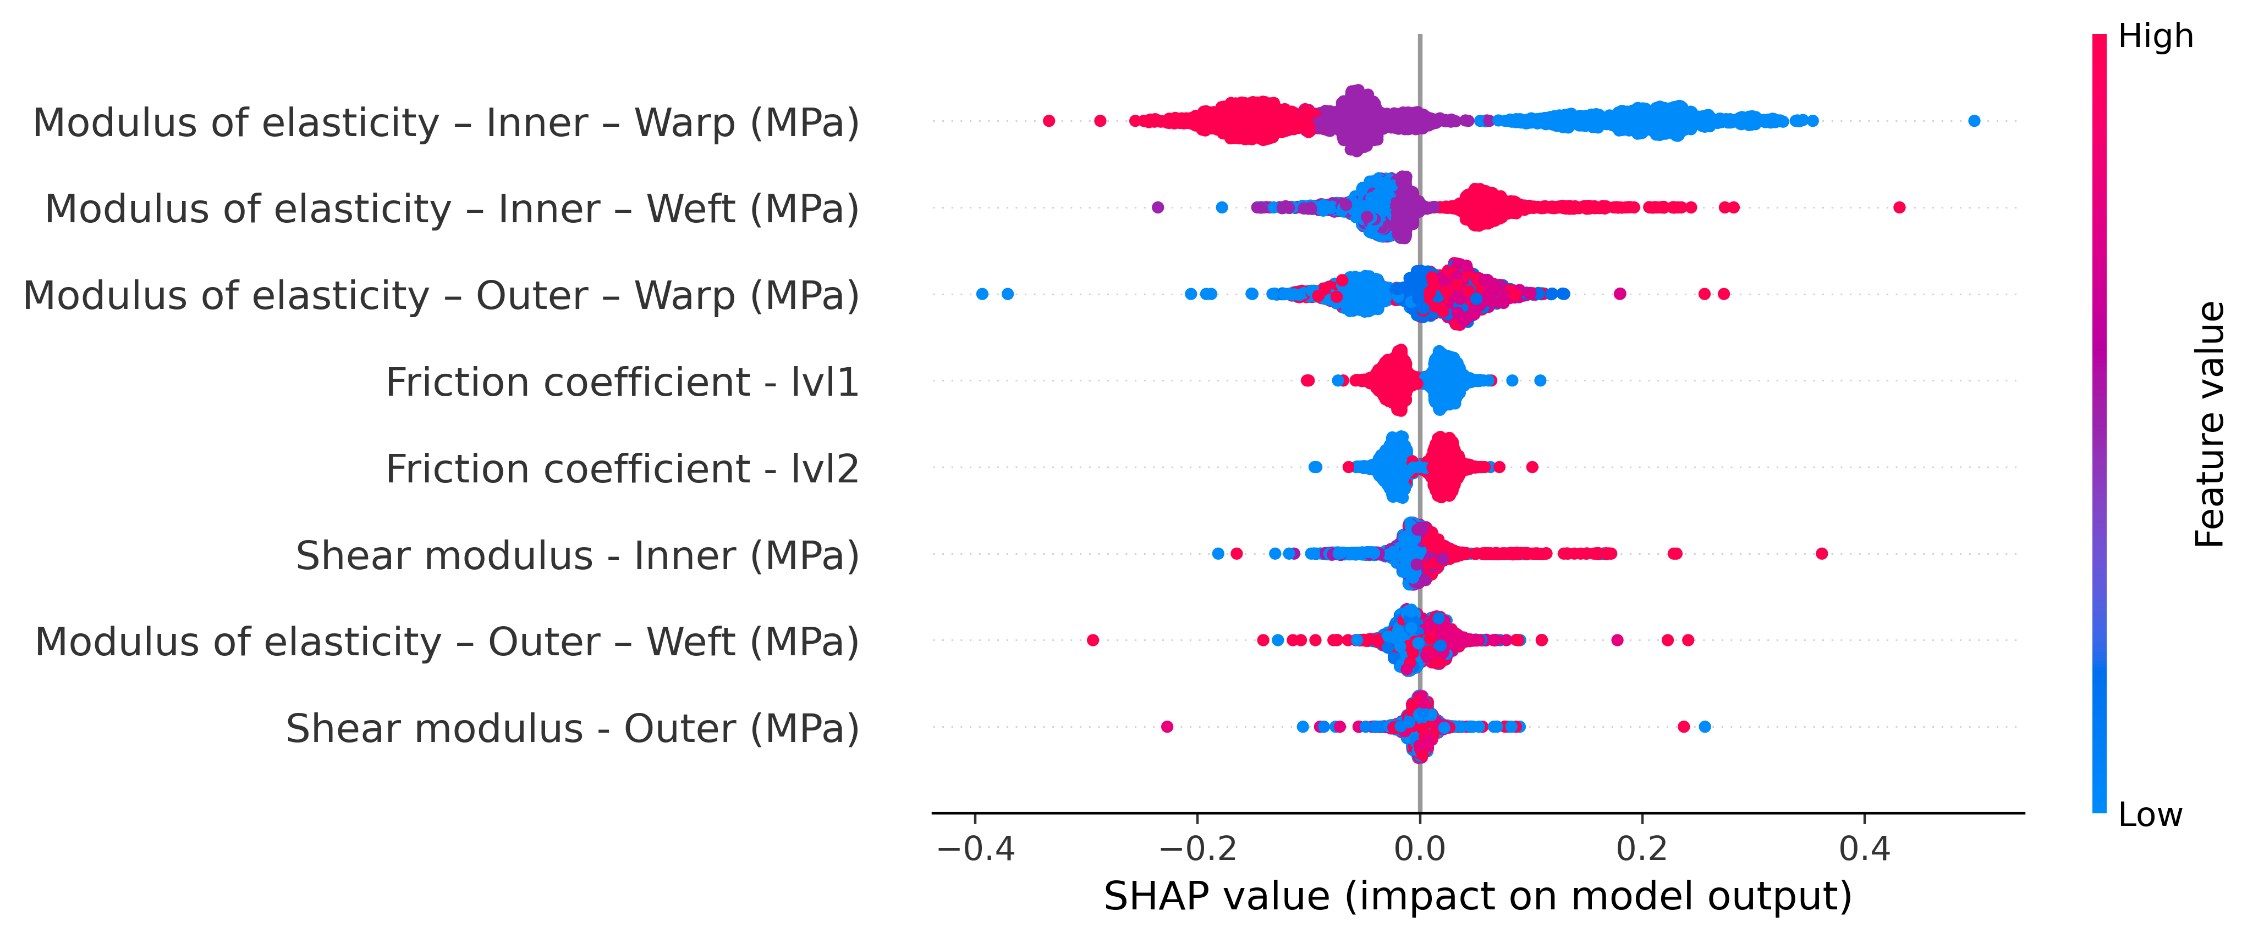 High
Modulus of elasticity – Inner – Warp (MPa)
Modulus of elasticity – Inner – Weft (MPa)
Modulus of elasticity – Outer – Warp (MPa)
Friction coefficient - lvl1
Friction coefficient - lvl2
Shear modulus - Inner (MPa)
Modulus of elasticity – Outer – Weft (MPa)
Shear modulus - Outer (MPa)
Feature value
Low
−0.4 −0.2 0.0 0.2 0.4
SHAP value (impact on model output)